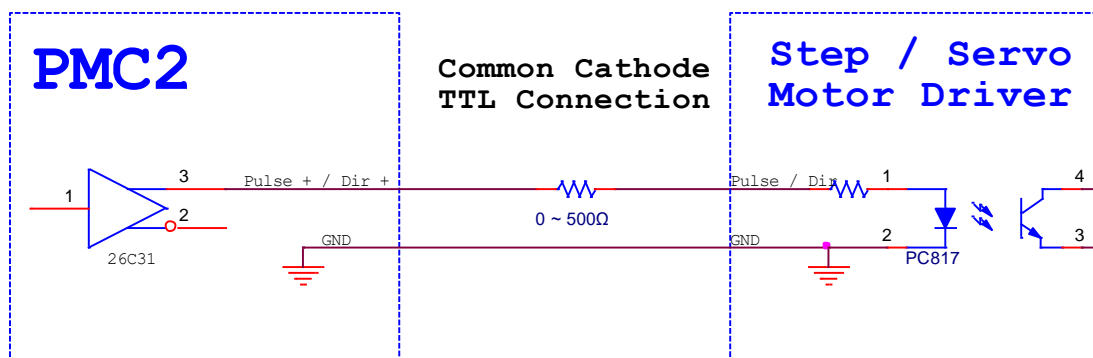 PMC2
Common Cathode
TTL Connection
Step / Servo
Motor Driver
1
3
2
26C31
Pulse + / Dir +
GND
0 ~ 500Ω
Pulse / Dir
GND
1
2
PC817
4
3